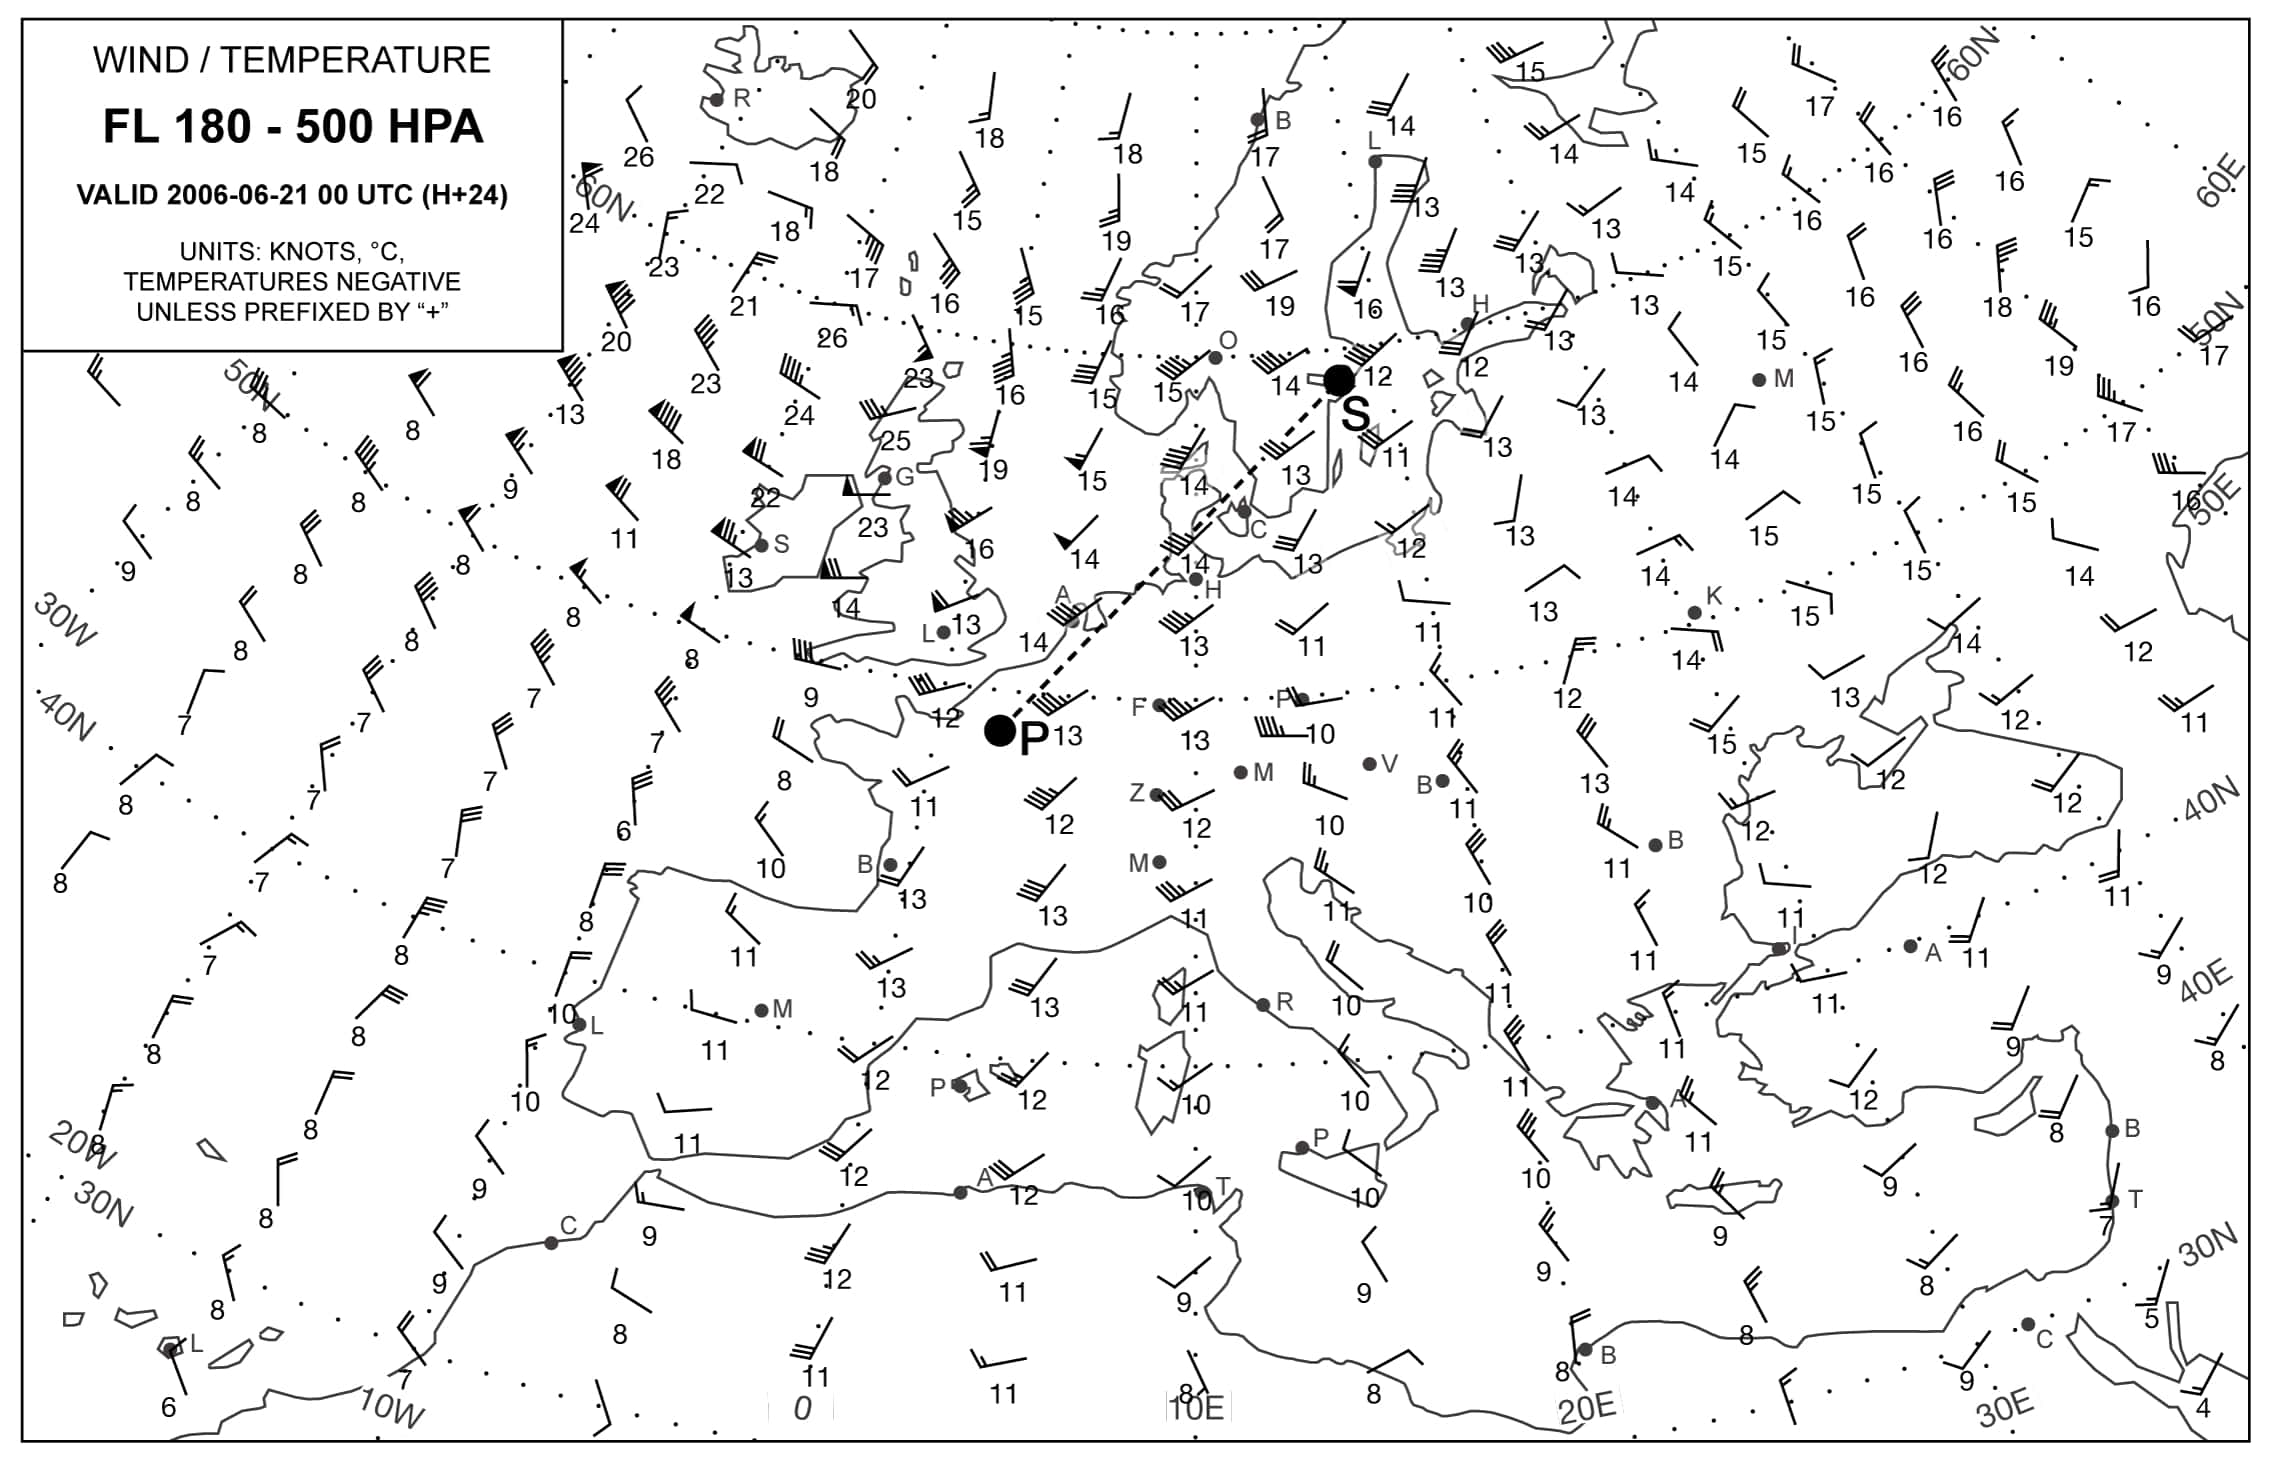 WIND / TEMPERATURE
FL 180 - 500 HPA
VALID 2006-06-21 00 UTC (H+24)
UNITS: KNOTS, °C,
TEMPERATURES NEGATIVE
UNLESS PREFIXED BY “+”
R 20 15 17 60N
26 18 18 18 B 17 14 14 15 16 16
60N 22 L 14 16 16 60E
24 18 15 19 17 13 13 16 16 15
23 17 13 15
21 26 16 15 16 17 19 16 13 H 13 16 18 16 50N
20 23 23 O 13 12 15 16 19 17
50N 13 24 16 15 15 14 12 S 14 M
8 8 18 25 19 15 13 11 13 13 14 15 16 17
8 8 9 22 G 14 13 14 15 15 16 50E
9 8 8 11 S 23 16 14 C 12 13 15
13 14 13 14 15 14
30W 8 8 8 14 L 13 A 14 H 13 11 11 13 K 15 14
40N 7 7 7 8 9 12 14 13 F P 11 12 14 13 12 11
8 7 7 7 8 11 P 13 13 10 M V B 13 15 12 12
8 7 7 6 10 B 12 Z 12 10 11 11 B 12 12 40N
7 8 8 13 13 M 11 11 10 11 I A 11 11
8 8 10 L M 11 13 13 11 R 10 11 11 11 9 40E
8 8 10 11 12 P 12 10 10 11 A 11 12 9 8
20W 30N 8 9 11 12 A 12 10 T P 10 10 9 8 B
8 9 C 9 12 11 9 9 9 8 7 T 30N
L 8 7 8 11 11 8 8 8 B 8 9 C 5
6 10W 0 10E 20E 30E 4